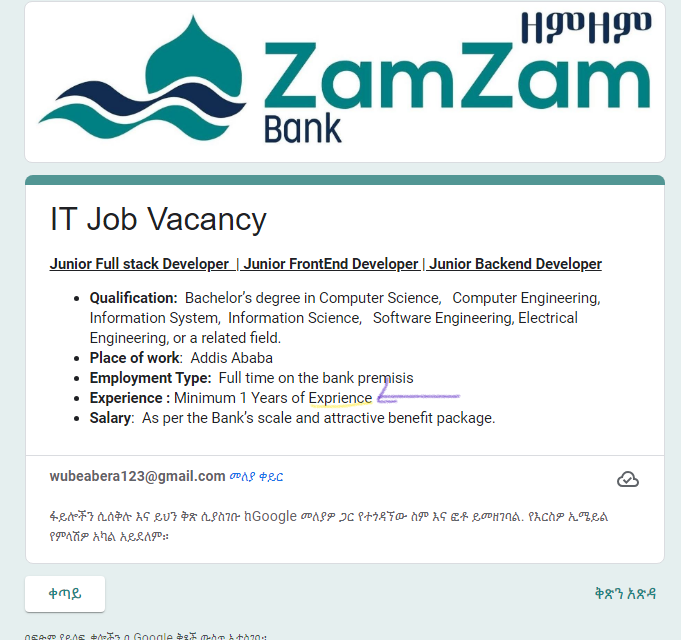 ዘምዘም
ZamZam
Bank
IT Job Vacancy
Junior Full stack Developer | Junior FrontEnd Developer | Junior Backend Developer
• Qualification: Bachelor's degree in Computer Science, Computer Engineering,
Information System, Information Science, Software Engineering, Electrical
Engineering, or a related field.
• Place of work: Addis Ababa
• Employment Type: Full time on the bank premisis
• Experience : Minimum 1 Years of Exprience
• Salary: As per the Bank's scale and attractive benefit package.
wubeabera123@gmail.com መለያ ቀይር
ፋይሎችን ሲሰቅሉ እና ይህን ቅጽ ሲያስገቡ ከGoogle መለያዎ ጋር የተጎዳኘው ስም እና ፎቶ ይመዘገባል. የእርስዎ ኢሜይል
የምላሽዎ አካል አይደለም።
ቀጣይ
ቅጽን አጽዳ
Google ቅጾች ውስጥ